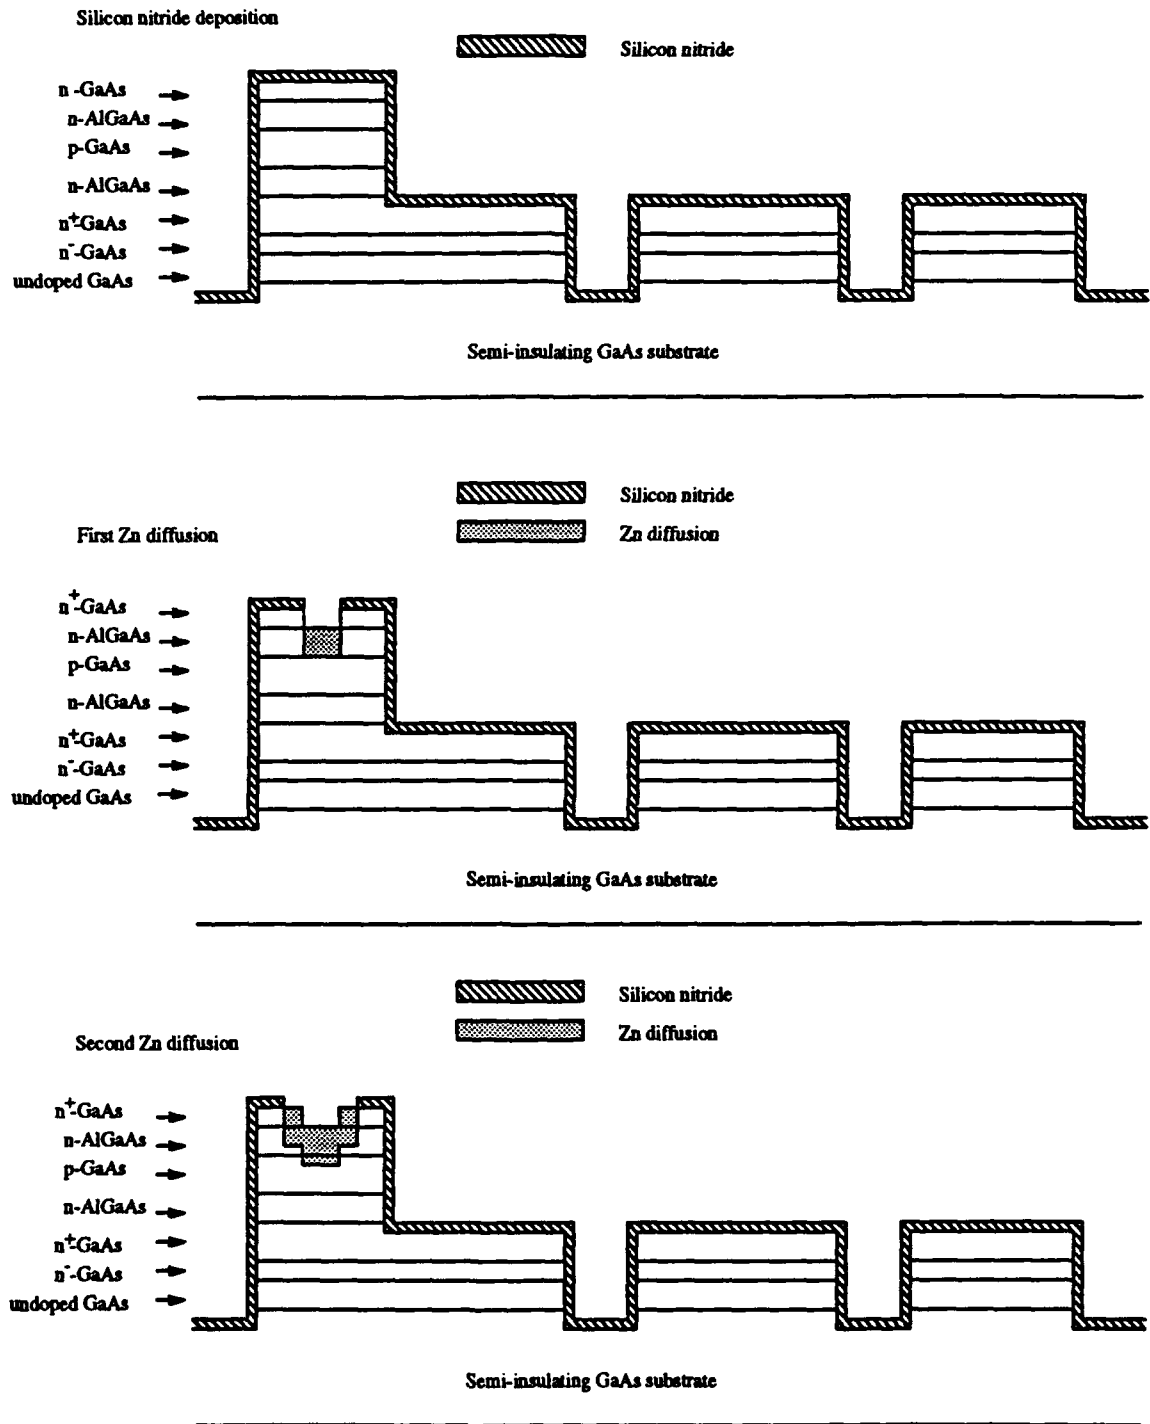 Silicon nitride deposition
Silicon nitride
n -GaAs
n-AlGaAs
p-GaAs
n-AlGaAs
n⁺-GaAs
n⁻-GaAs
undoped GaAs
Semi-insulating GaAs substrate
Silicon nitride
First Zn diffusion
Zn diffusion
n⁺-GaAs
n-AlGaAs
p-GaAs
n-AlGaAs
n⁺-GaAs
n⁻-GaAs
undoped GaAs
Semi-insulating GaAs substrate
Silicon nitride
Second Zn diffusion
Zn diffusion
n⁺-GaAs
n-AlGaAs
p-GaAs
n-AlGaAs
n⁺-GaAs
n⁻-GaAs
undoped GaAs
Semi-insulating GaAs substrate